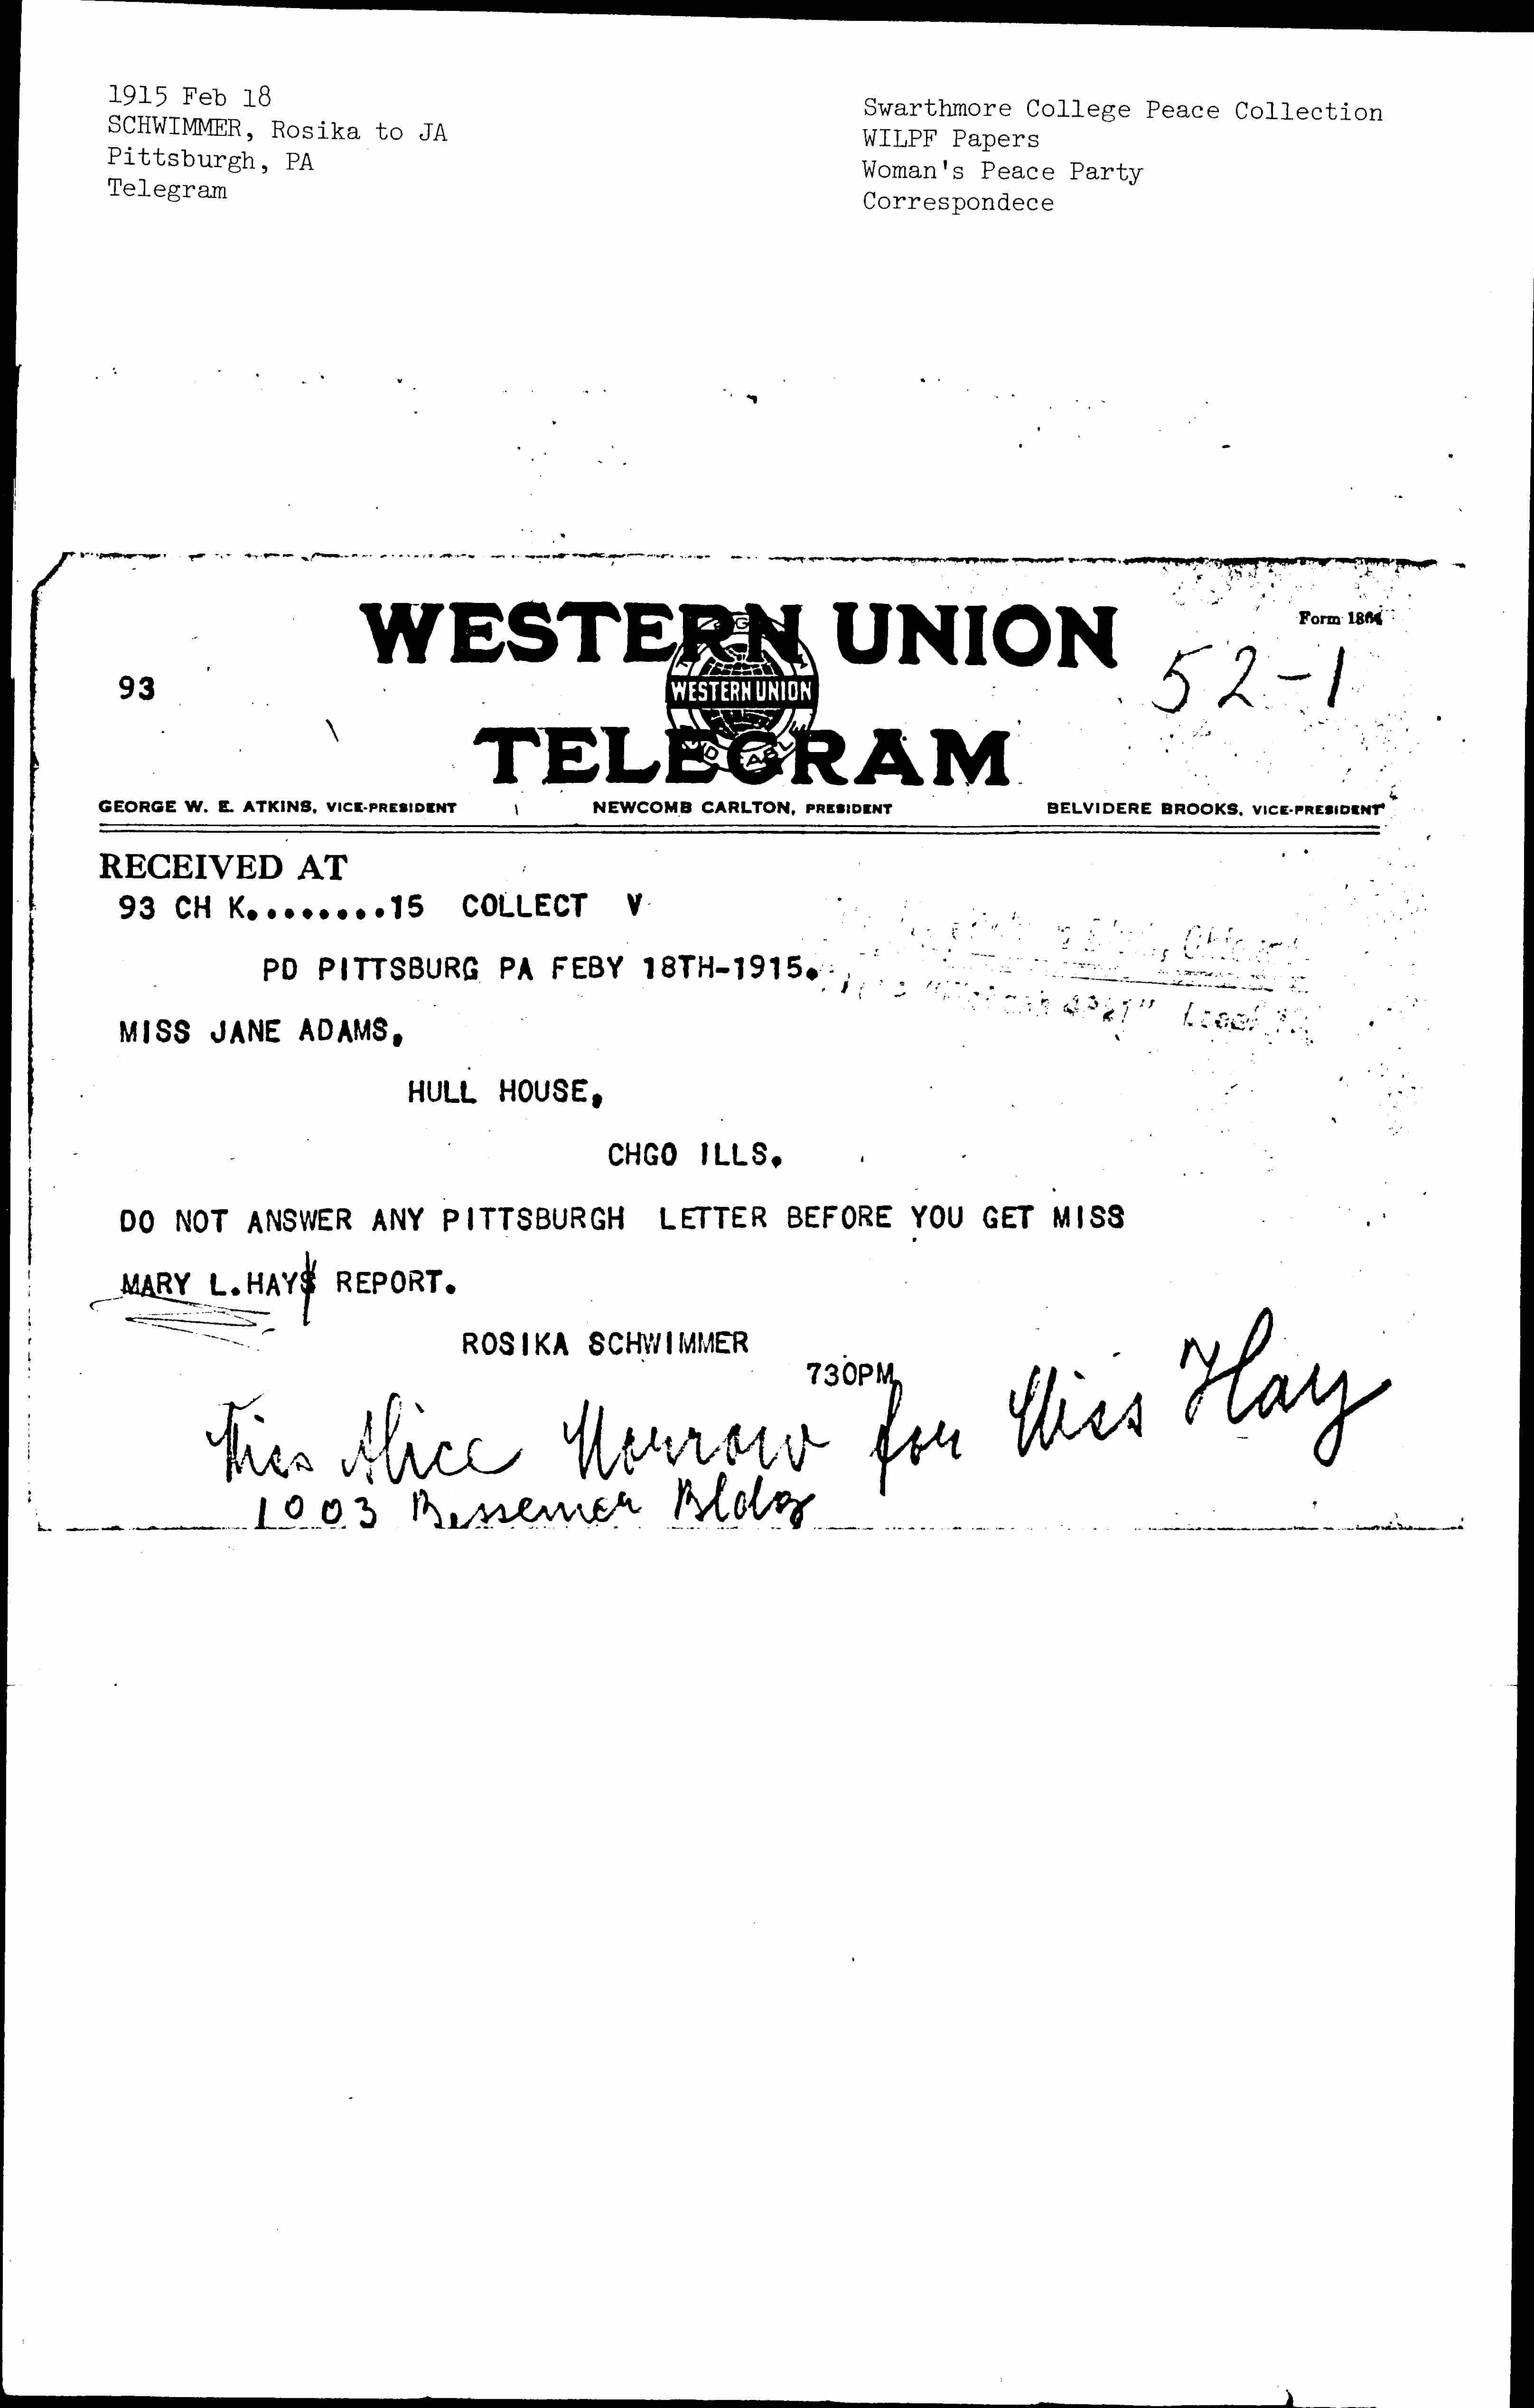 1915 Feb 18
SCHWIMMER, Rosika to JA
Pittsburgh, PA
Telegram
Swarthmore College Peace Collection
WILPF Papers
Woman's Peace Party
Correspondece
WESTERN UNION
Form 1864
93
WESTERN UNION
52-1
TELEGRAM
GEORGE W. E. ATKINS, VICE-PRESIDENT NEWCOMB CARLTON, PRESIDENT BELVIDERE BROOKS, VICE-PRESIDENT
RECEIVED AT
93 CH K........15 COLLECT V
PD PITTSBURG PA FEBY 18TH-1915.
MISS JANE ADAMS,
HULL HOUSE,
CHGO ILLS.
DO NOT ANSWER ANY PITTSBURGH LETTER BEFORE YOU GET MISS
MARY L.HAYS REPORT.
ROSIKA SCHWIMMER
730PM
Miss Alice Morrow for Miss Hay
1003 Bessemer Bldg